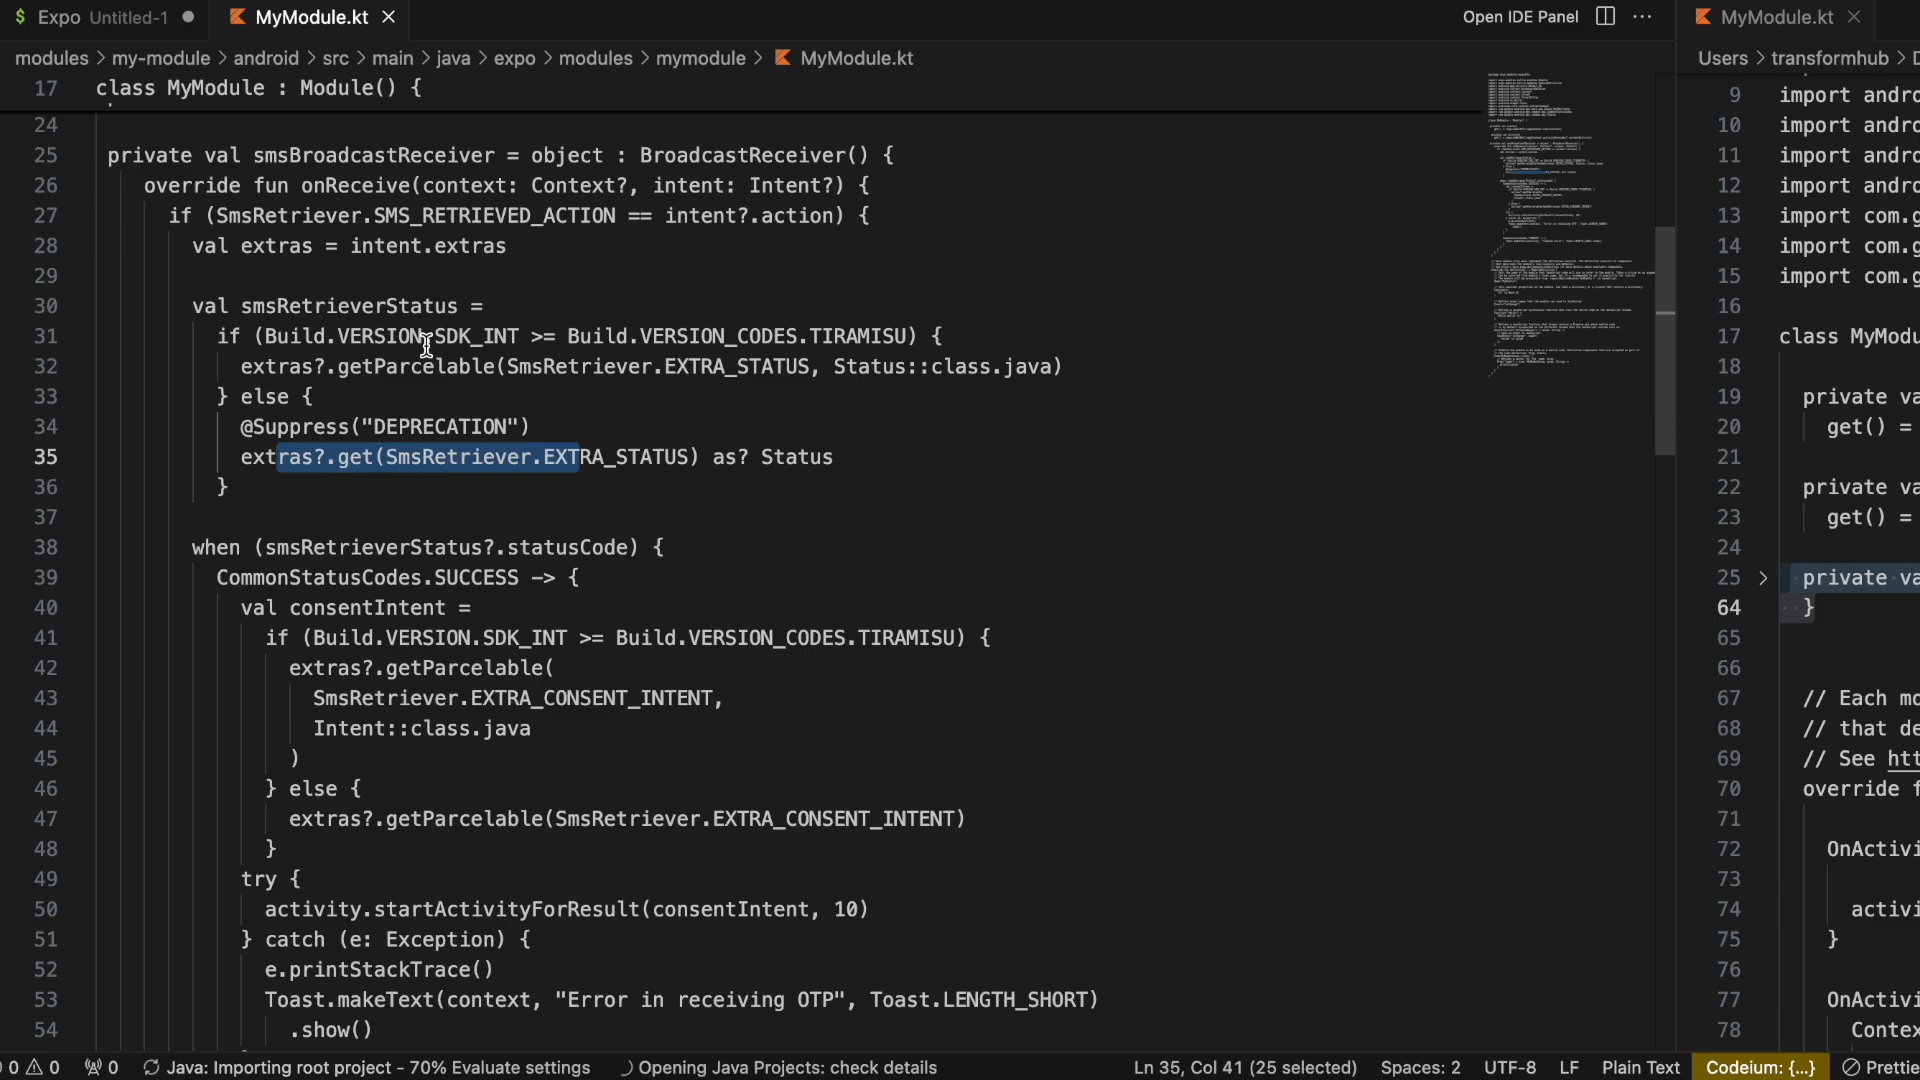 $ Expo Untitled-1
MyModule.kt
Open IDE Panel
modules > my-module > android > src > main > java > expo > modules > mymodule > MyModule.kt
17 class MyModule : Module() {
24
25 private val smsBroadcastReceiver = object : BroadcastReceiver() {
26 override fun onReceive(context: Context?, intent: Intent?) {
27 if (SmsRetriever.SMS_RETRIEVED_ACTION == intent?.action) {
28 val extras = intent.extras
29
30 val smsRetrieverStatus =
31 if (Build.VERSION.SDK_INT >= Build.VERSION_CODES.TIRAMISU) {
32 extras?.getParcelable(SmsRetriever.EXTRA_STATUS, Status::class.java)
33 } else {
34 @Suppress("DEPRECATION")
35 extras?.get(SmsRetriever.EXTRA_STATUS) as? Status
36 }
37
38 when (smsRetrieverStatus?.statusCode) {
39 CommonStatusCodes.SUCCESS -> {
40 val consentIntent =
41 if (Build.VERSION.SDK_INT >= Build.VERSION_CODES.TIRAMISU) {
42 extras?.getParcelable(
43 SmsRetriever.EXTRA_CONSENT_INTENT,
44 Intent::class.java
45 )
46 } else {
47 extras?.getParcelable(SmsRetriever.EXTRA_CONSENT_INTENT)
48 }
49 try {
50 activity.startActivityForResult(consentIntent, 10)
51 } catch (e: Exception) {
52 e.printStackTrace()
53 Toast.makeText(context, "Error in receiving OTP", Toast.LENGTH_SHORT)
54 .show()
MyModule.kt
Users > transformhub > D
9 import andro
10 import andro
11 import andro
12 import andro
13 import com.g
14 import com.g
15 import com.g
16
17 class MyModu
18
19 private va
20 get() =
21
22 private va
23 get() =
24
25 > private va
64 }
65
66
67 // Each mo
68 // that de
69 // See htt
70 override f
71
72 OnActivi
73
74 activi
75 }
76
77 OnActivi
78 Contex
0 0 0 Java: Importing root project - 70% Evaluate settings Opening Java Projects: check details Ln 35, Col 41 (25 selected) Spaces: 2 UTF-8 LF Plain Text Codeium: {...} Prettie